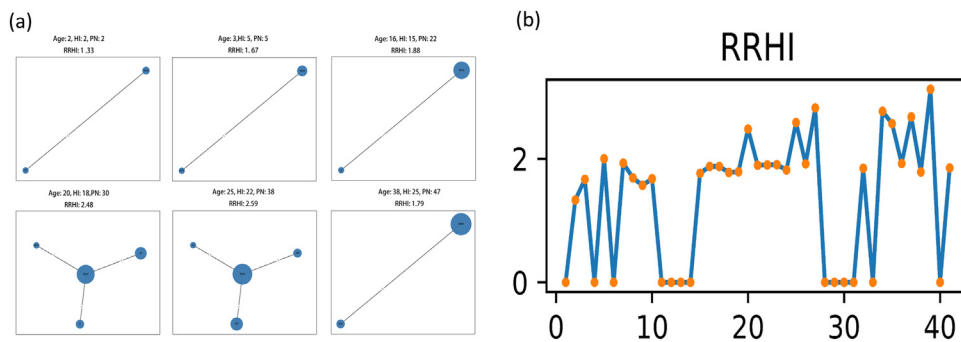 (a)
Age: 2, HI: 2, PN: 2
RRHI: 1 .33
Age: 3,HI: 5, PN: 5
RRHI: 1. 67
Age: 16, HI: 15, PN: 22
RRHI: 1.88
Age: 20, HI: 18,PN: 30
RRHI: 2.48
Age: 25, HI: 22, PN: 38
RRHI: 2.59
Age: 38, HI: 25, PN: 47
RRHI: 1.79
(b)
RRHI
2
0
0 10 20 30 40